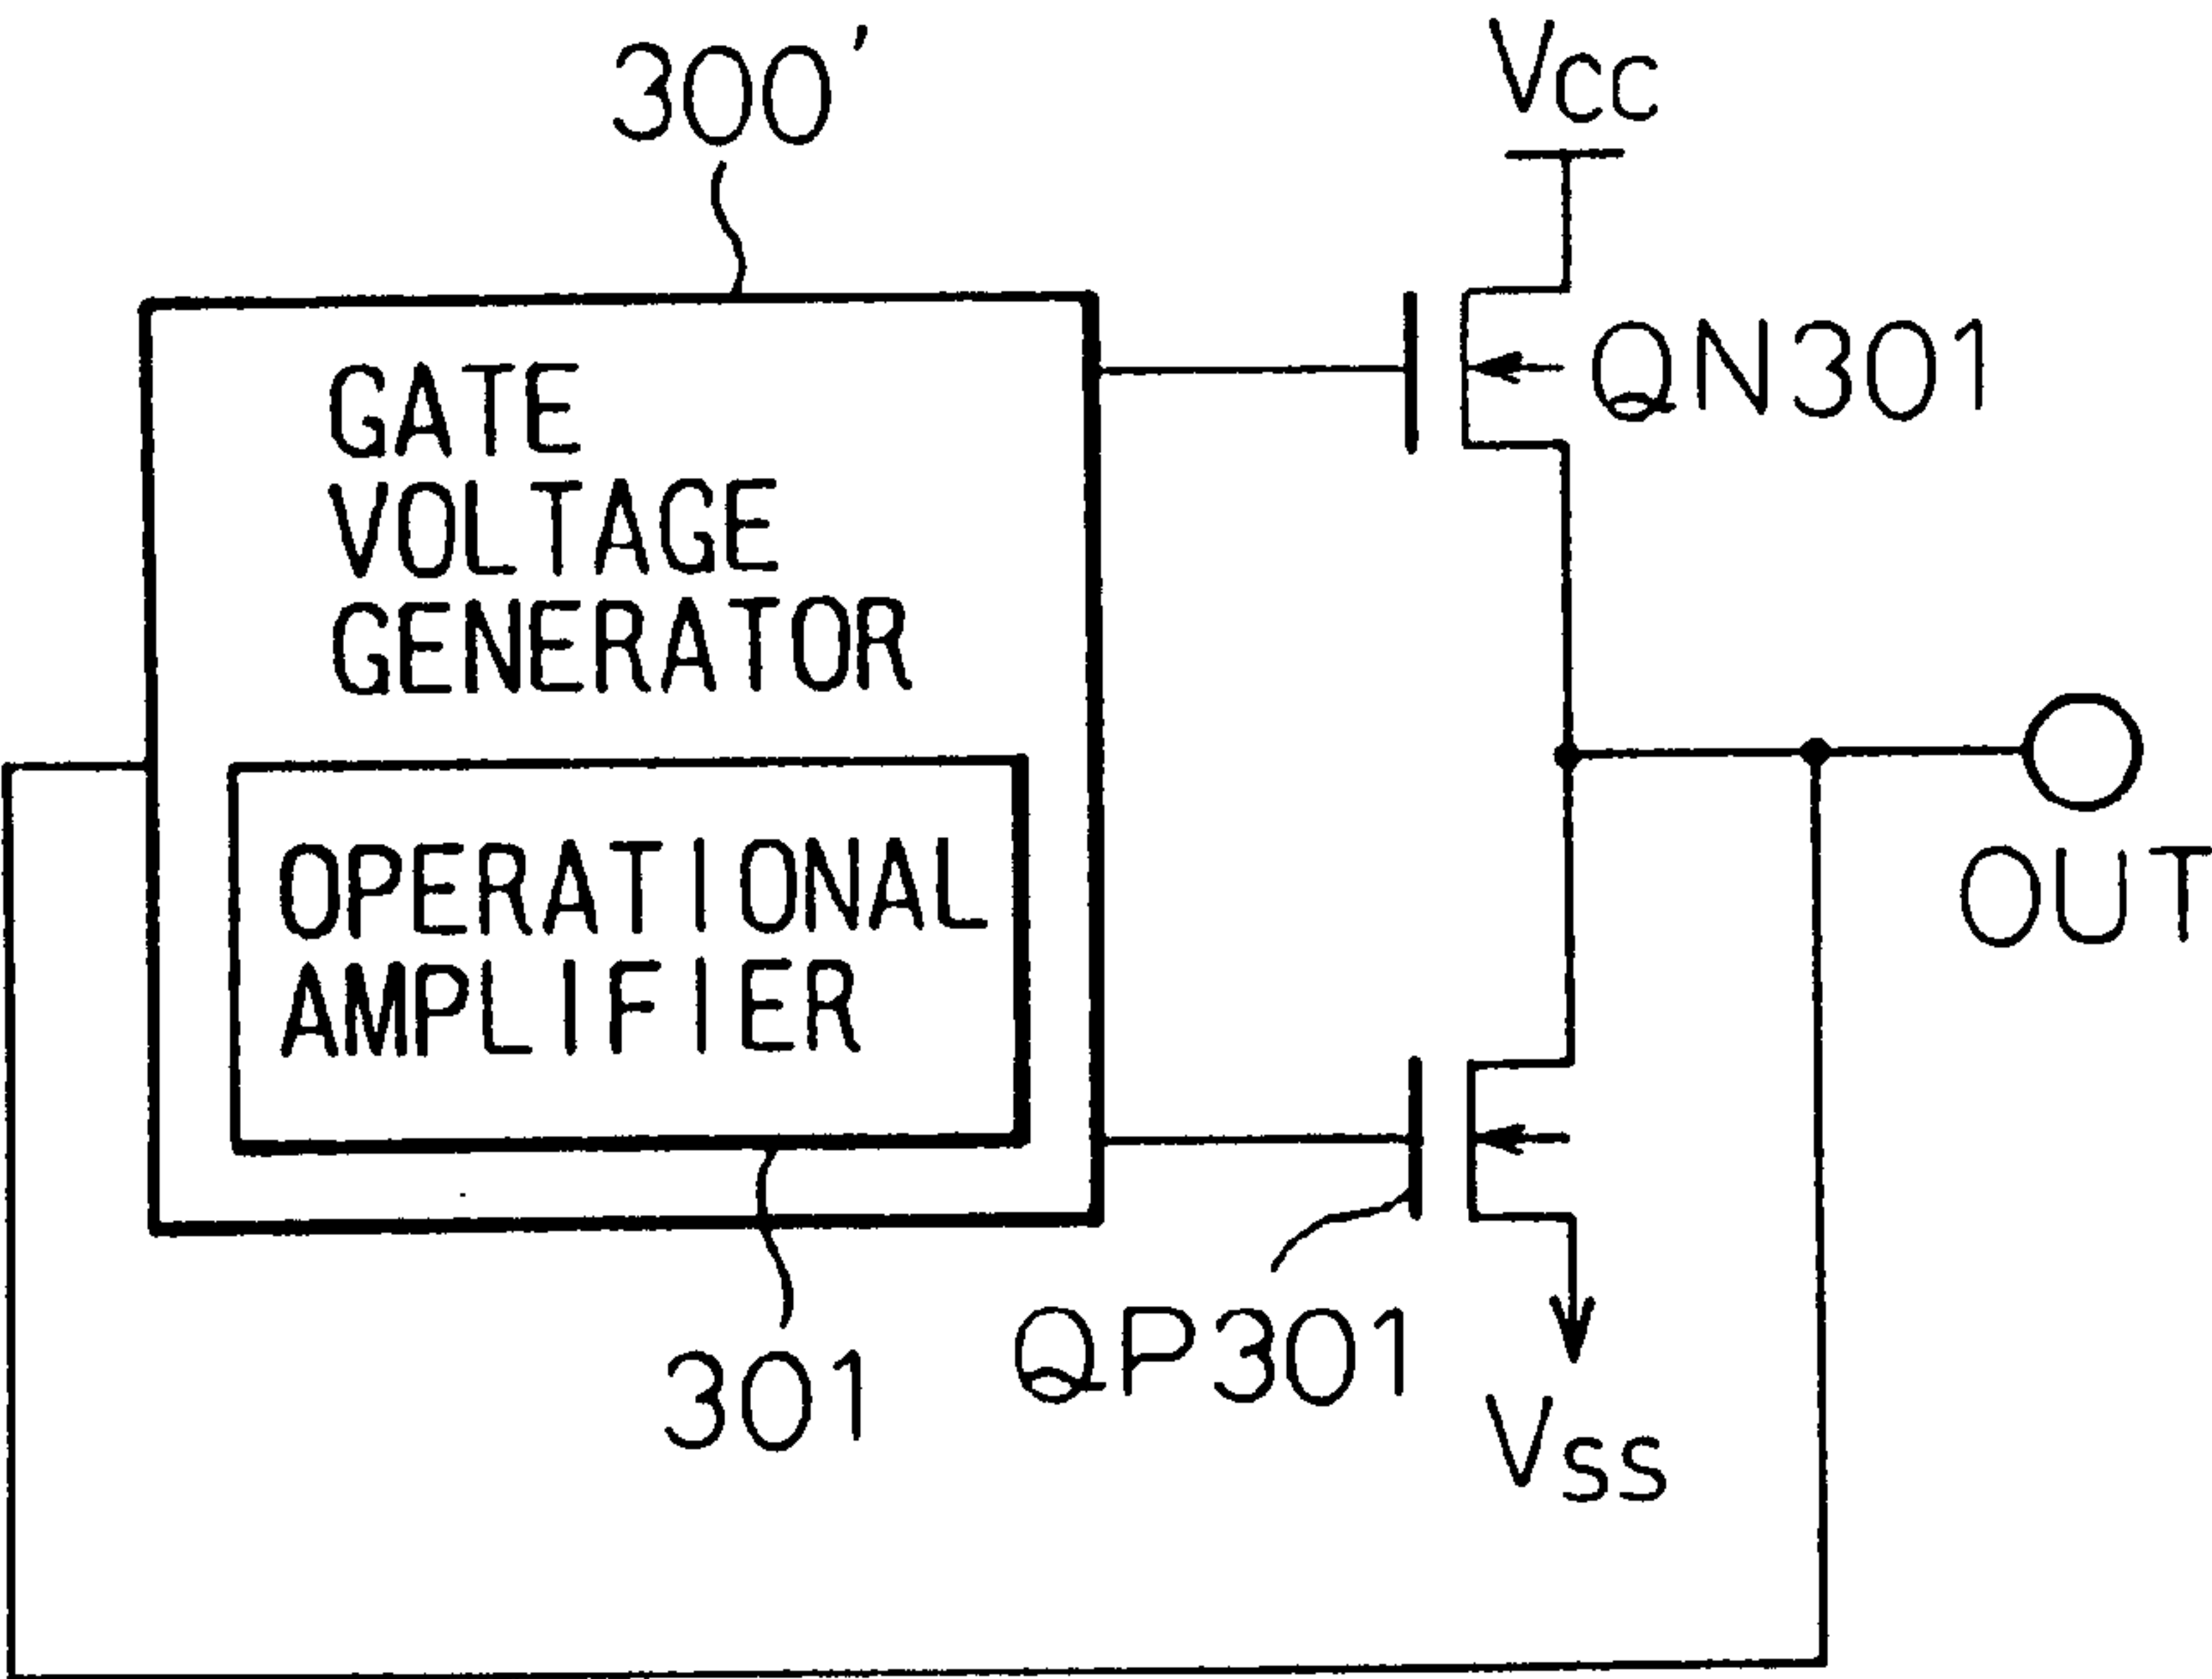 300'
Vcc
QN301
GATE
VOLTAGE
GENERATOR
OPERATIONAL
AMPLIFIER
OUT
QP301
301
Vss